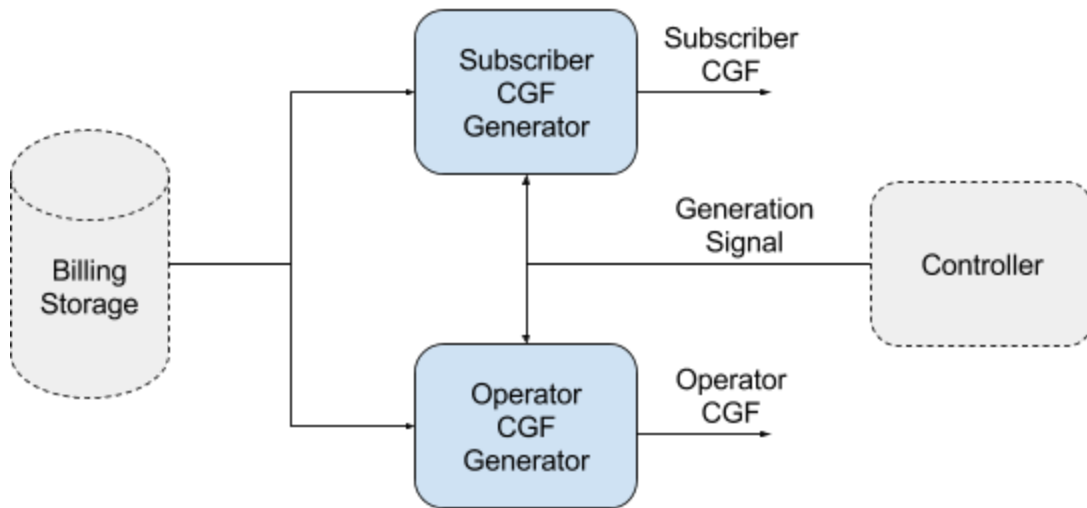 Subscriber
CGF
Generator
Subscriber
CGF
Billing
Storage
Generation
Signal
Controller
Operator
CGF
Generator
Operator
CGF